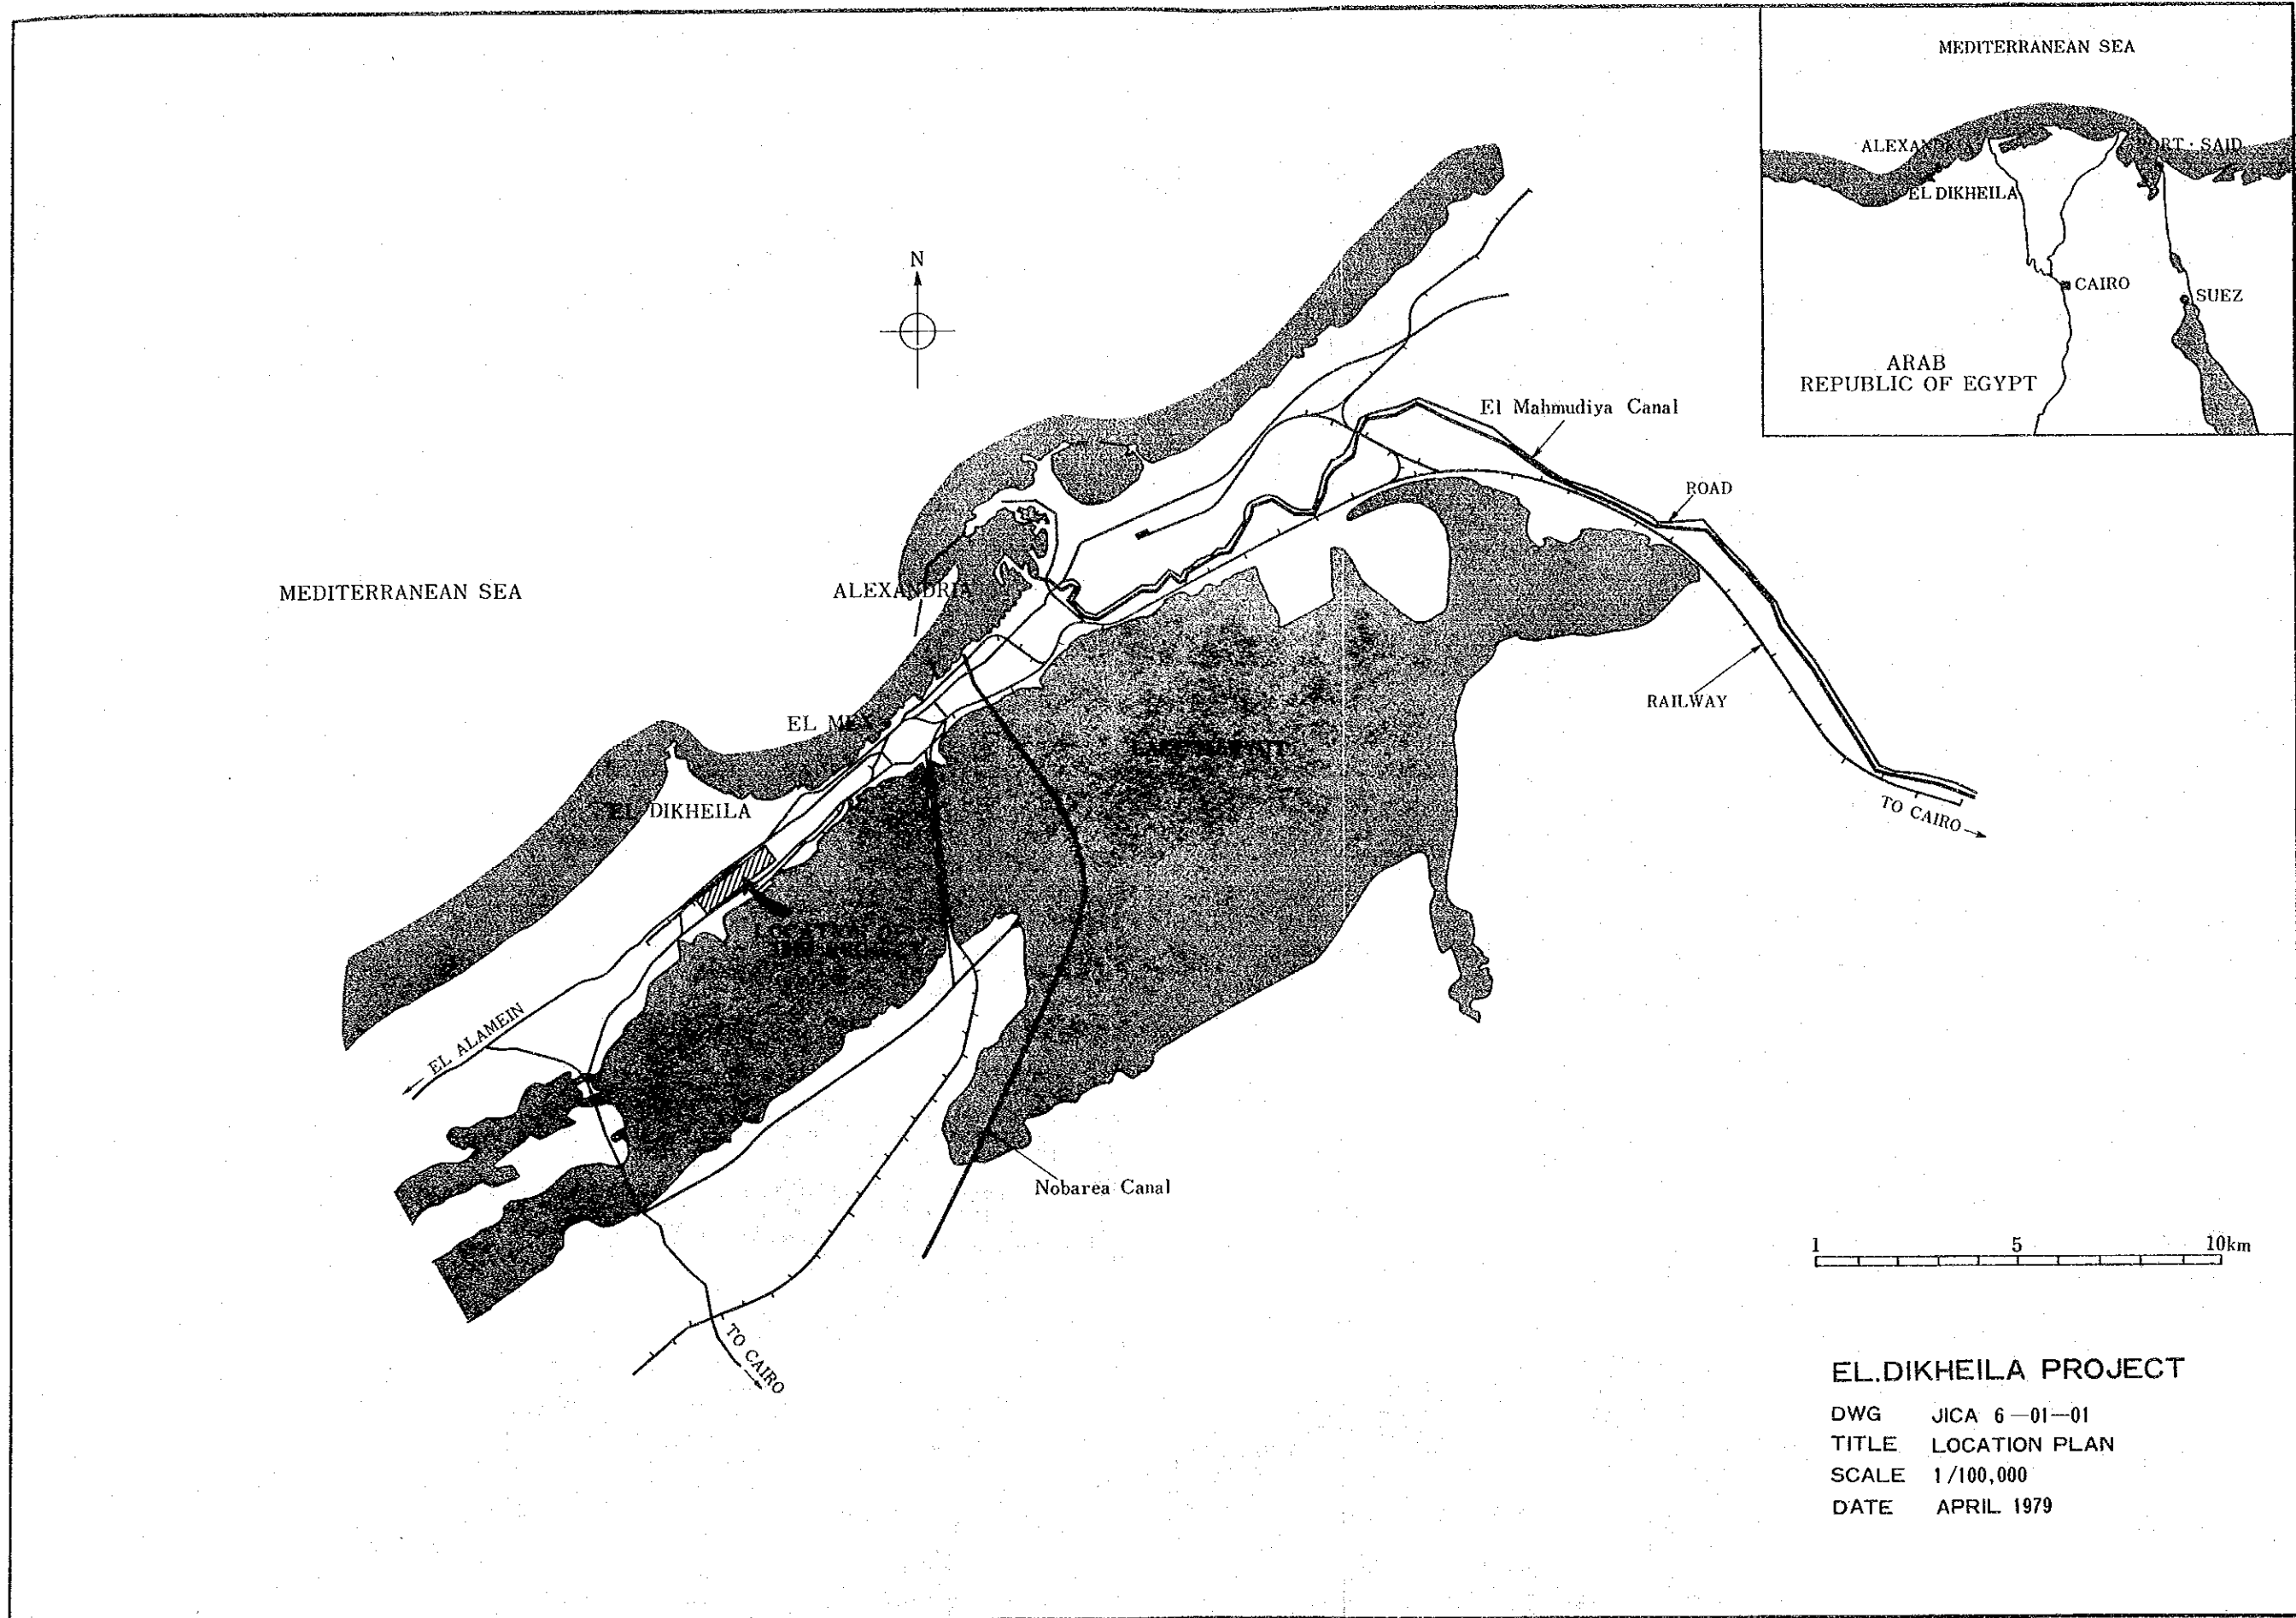 MEDITERRANEAN SEA
ALEXANDRIA
PORT·SAID
EL DIKHEILA
CAIRO
SUEZ
ARAB
REPUBLIC OF EGYPT
N
El Mahmudiya Canal
ROAD
MEDITERRANEAN SEA
ALEXANDRIA
RAILWAY
EL MEX
EL DIKHEILA
TO CAIRO
LOCATION OF
EL ALAMEIN
Nobarea Canal
TO CAIRO
1 5 10km
EL.DIKHEILA PROJECT
DWG JICA 6-01-01
TITLE LOCATION PLAN
SCALE 1/100,000
DATE APRIL 1979